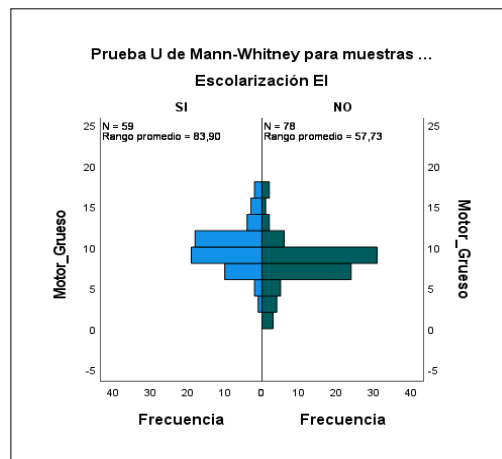 Prueba U de Mann-Whitney para muestras ...
Escolarización EI
SI NO
N = 59 N = 78
Rango promedio = 83,90 Rango promedio = 57,73
Motor_Grueso
25
20
15
10
5
0
-5
25
20
15
10
5
0
-5
Motor_Grueso
40 30 20 10 0 0 10 20 30 40
Frecuencia Frecuencia